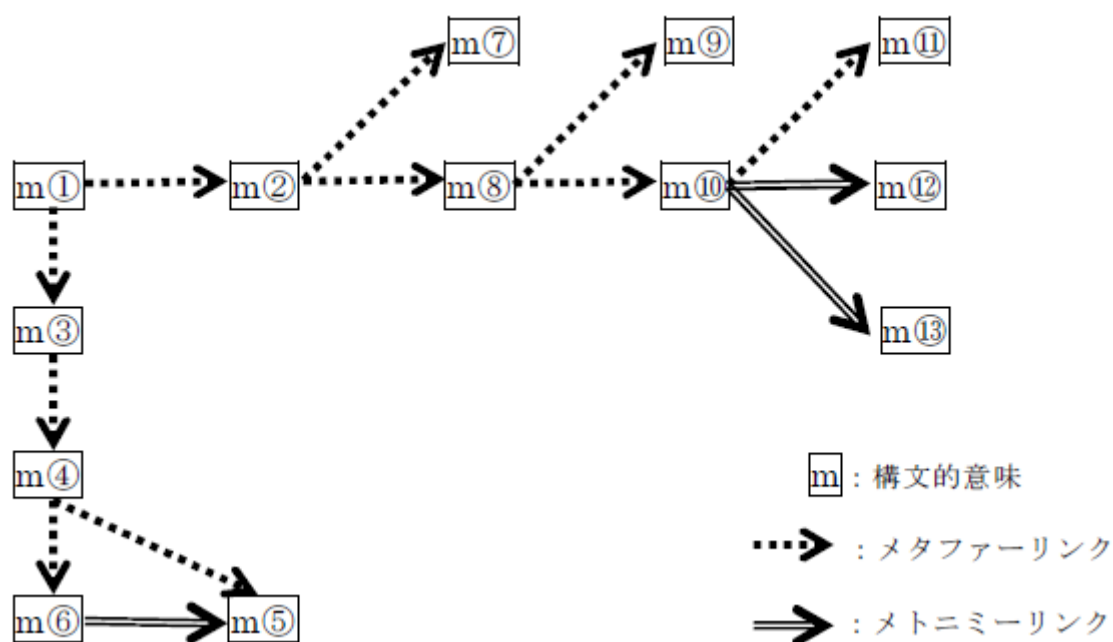 m⑦
m⑨
m⑪
m①
m②
m⑧
m⑩
m⑫
m③
m⑬
m④
m：構文的意味
：メタファーリンク
m⑥
m⑤
：メトニミーリンク